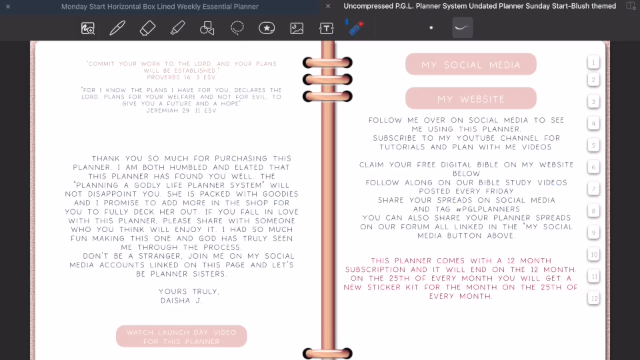 Monday Start Horizontal Box Lined Weekly Essential Planner
Uncompressed P.G.L. Planner System Undated Planner Sunday Start-Blush themed
"COMMIT YOUR WORK TO THE LORD, AND YOUR PLANS
WILL BE ESTABLISHED."
PROVERBS 16: 3 ESV
"FOR I KNOW THE PLANS I HAVE FOR YOU, DECLARES THE
LORD, PLANS FOR WELFARE AND NOT FOR EVIL, TO
GIVE YOU A FUTURE AND A HOPE"
JEREMIAH 29: 11 ESV
THANK YOU SO MUCH FOR PURCHASING THIS
PLANNER. I AM BOTH HUMBLED AND ELATED THAT
THIS PLANNER HAS FOUND YOU WELL. THE
"PLANNING A GODLY LIFE PLANNER SYSTEM" WILL
NOT DISAPPOINT YOU. SHE IS PACKED WITH GOODIES
AND I PROMISE TO ADD MORE IN THE SHOP FOR
YOU TO FULLY DECK HER OUT. IF YOU FALL IN LOVE
WITH THIS PLANNER, PLEASE SHARE WITH SOMEONE
WHO YOU THINK WILL ENJOY IT. I HAD SO MUCH
FUN MAKING THIS ONE AND GOD HAS TRULY SEEN
ME THROUGH THE PROCESS.
DON'T BE A STRANGER, JOIN ME ON MY SOCIAL
MEDIA ACCOUNTS LINKED ON THIS PAGE AND LET'S
BE PLANNER SISTERS.
YOURS TRULY,
DAISHA J.
WATCH LAUNCH DAY VIDEO
FOR THIS PLANNER
MY SOCIAL MEDIA
MY WEBSITE
FOLLOW ME OVER ON SOCIAL MEDIA TO SEE
ME USING THIS PLANNER.
SUBSCRIBE TO MY YOUTUBE CHANNEL FOR
TUTORIALS AND PLAN WITH ME VIDEOS
CLAIM YOUR FREE DIGITAL BIBLE ON MY WEBSITE
BELOW
FOLLOW ALONG ON OUR BIBLE STUDY VIDEOS
POSTED EVERY FRIDAY
SHARE YOUR SPREADS ON SOCIAL MEDIA
AND TAG #PGLPLANNERS
YOU CAN ALSO SHARE YOUR PLANNER SPREADS
ON OUR FORUM ALL LINKED IN THE "MY SOCIAL
MEDIA BUTTON ABOVE.
THIS PLANNER COMES WITH A 12 MONTH
SUBSCRIPTION AND IT WILL END ON THE 12 MONTH.
ON THE 25TH OF EVERY MONTH YOU WILL GET A
NEW STICKER KIT FOR THE MONTH ON THE 25TH OF
EVERY MONTH.
1
2
3
4
5
6
7
8
9
10
11
12